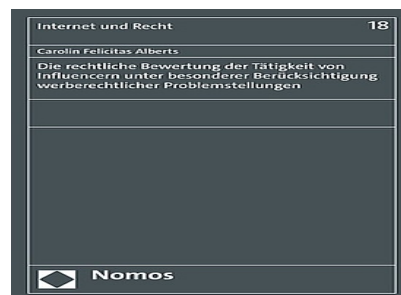 Internet und Recht 18
Carolin Felicitas Alberts
Die rechtliche Bewertung der Tätigkeit von
Influencern unter besonderer Berücksichtigung
werberechtlicher Problemstellungen
Nomos